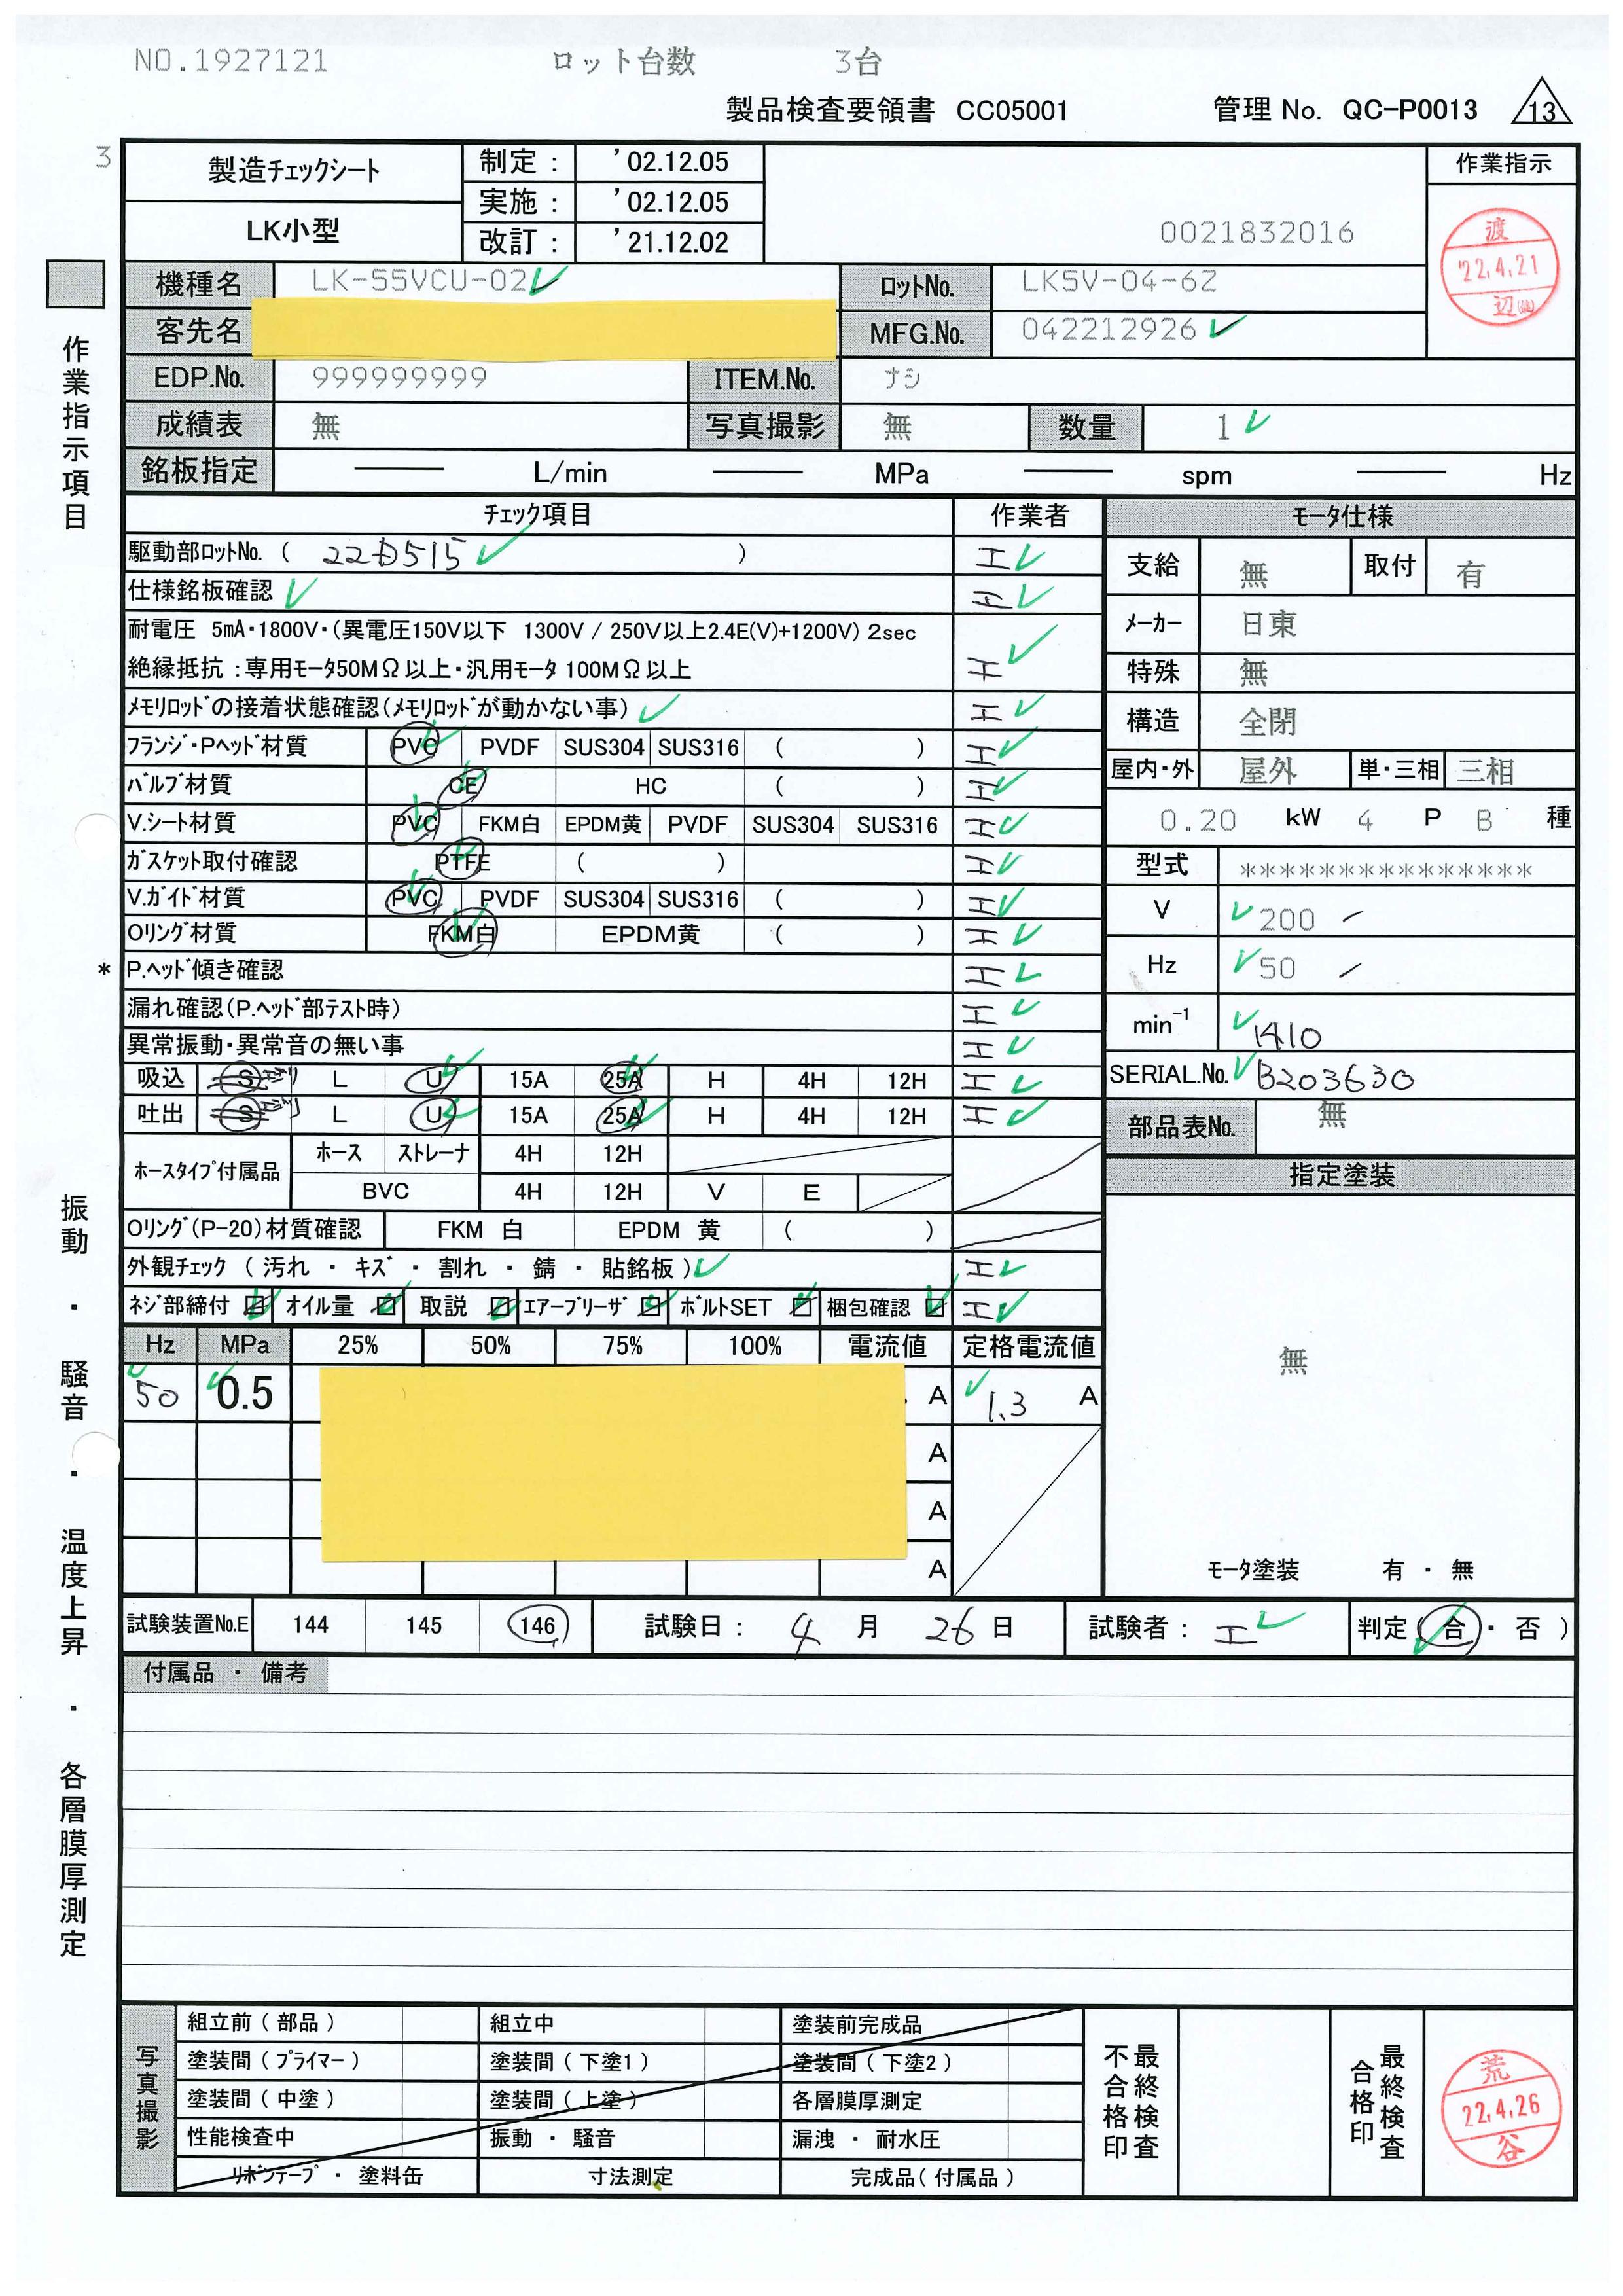 NO.1927121 ロット台数 3台
製品検査要領書 CC05001 管理 No. QC-P0013 13
3
製造チェックシート 制定： ’02.12.05 作業指示
LK小型 実施： ’02.12.05
改訂： ’21.12.02 0021832016
渡 '22.4.21 辺
機種名 LK-55VCU-02 ロットNo. LK5V-04-62
客先名 MFG.No. 042212926
EDP.No. 999999999 ITEM.No. ナシ
成績表 無 写真撮影 無 数量 1
銘板指定 L/min MPa spm Hz
作業指示項目
振動・騒音・温度上昇・各層膜厚測定
チェック項目 作業者
駆動部ロットNo.（ 22D515 ） エ
仕様銘板確認 エ
耐電圧 5mA・1800V・（異電圧150V以下 1300V / 250V以上2.4E(V)+1200V）2sec
絶縁抵抗：専用モータ50MΩ以上・汎用モータ100MΩ以上 エ
メモリロッドの接着状態確認（メモリロッドが動かない事） エ
フランジ・Pヘッド材質 PVC PVDF SUS304 SUS316 （ ） エ
バルブ材質 CE HC （ ） エ
V.シート材質 PVC FKM白 EPDM黄 PVDF SUS304 SUS316 エ
ガスケット取付確認 PTFE （ ） エ
V.ガイド材質 PVC PVDF SUS304 SUS316 （ ） エ
Oリング材質 FKM白 EPDM黄 （ ） エ
* P.ヘッド傾き確認 エ
漏れ確認（P.ヘッド部テスト時） エ
異常振動・異常音の無い事 エ
吸込 S L U 15A 25A H 4H 12H エ
吐出 S L U 15A 25A H 4H 12H エ
ホースタイプ付属品 ホース ストレーナ 4H 12H
BVC 4H 12H V E
Oリング（P-20）材質確認 FKM 白 EPDM 黄 （ ）
外観チェック（汚れ ・ キズ ・ 割れ ・ 錆 ・ 貼銘板） エ
ネジ部締付 ☑ オイル量 ☑ 取説 ☑ エアーブリーザ ☑ ボルトSET ☑ 梱包確認 ☑ エ
モータ仕様
支給 無 取付 有
メーカー 日東
特殊 無
構造 全閉
屋内・外 屋外 単・三相 三相
0.20 kW 4 P B 種
型式 ****************
V 200
Hz 50
min⁻¹ 1410
SERIAL.No. B203630
部品表No. 無
指定塗装
無
モータ塗装 有 ・ 無
Hz MPa 25% 50% 75% 100% 電流値 定格電流値
50 0.5 A 1.3 A
A
A
A
試験装置No.E 144 145 146 試験日： 4 月 26 日 試験者： エ 判定（ 合 ・ 否 ）
付属品 ・ 備考
写真撮影
組立前（部品） 組立中 塗装前完成品
塗装間（プライマー） 塗装間（下塗1） 塗装間（下塗2）
塗装間（中塗） 塗装間（上塗） 各層膜厚測定
性能検査中 振動 ・ 騒音 漏洩 ・ 耐水圧
リボンテープ ・ 塗料缶 寸法測定 完成品（付属品）
最終検査不合格印
最終検査合格印
荒 22.4.26 谷